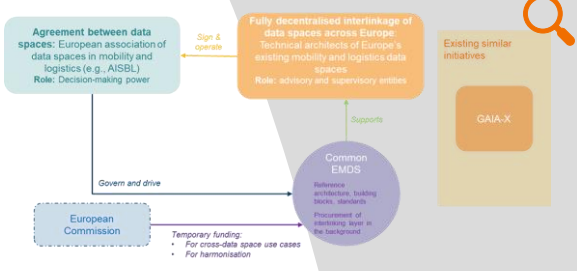 Agreement between data
spaces: European association of
data spaces in mobility and
logistics (e.g., AISBL)
Role: Decision-making power
Sign &
operate
Fully decentralised interlinkage of
data spaces across Europe:
Technical architects of Europe's
existing mobility and logistics data
spaces
Role: advisory and supervisory entities
Existing similar
initiatives
GAIA-X
Supports
Common
EMDS
Reference
architecture, building
blocks, standards
Procurement of
interlinking layer in
the background
Govern and drive
European
Commission
Temporary funding:
• For cross-data space use cases
• For harmonisation